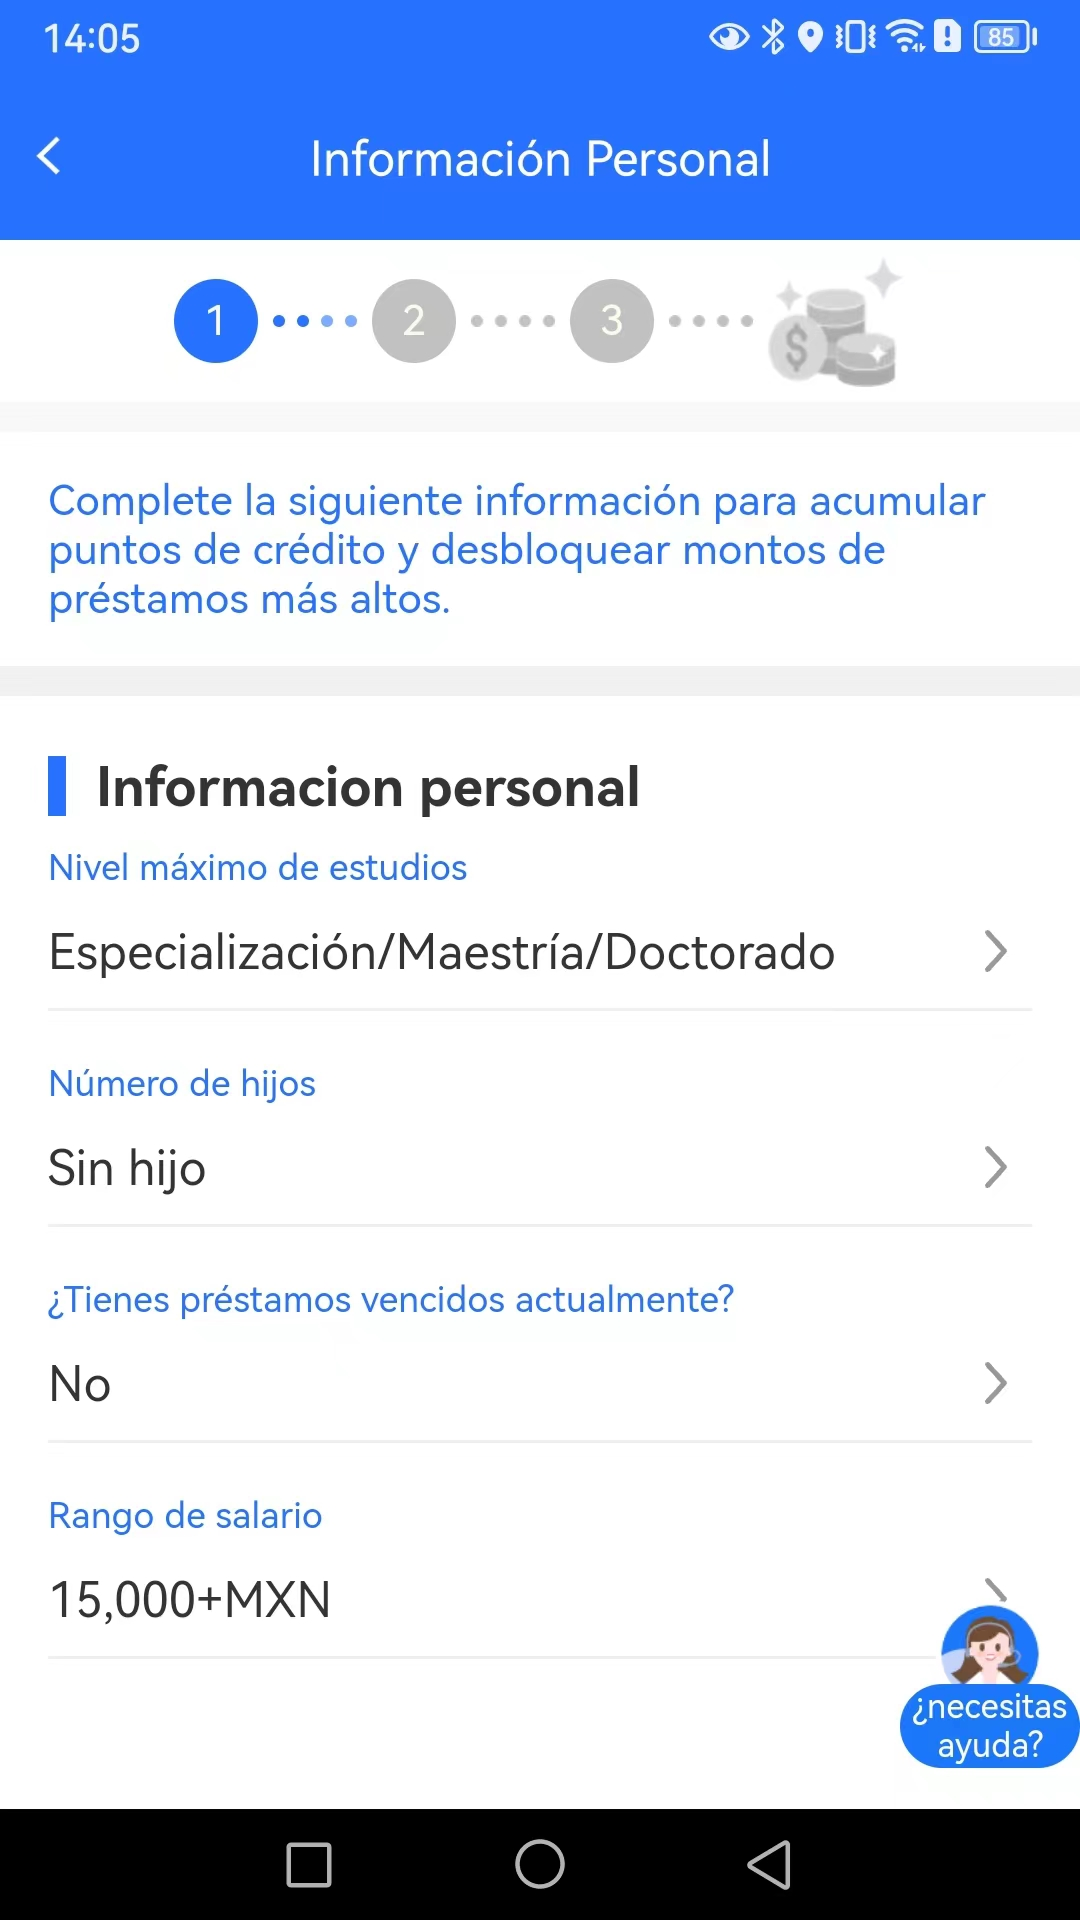 14:05
85
Información Personal
1
2
3
$
Complete la siguiente información para acumular
puntos de crédito y desbloquear montos de
préstamos más altos.
Informacion personal
Nivel máximo de estudios
Especialización/Maestría/Doctorado
Número de hijos
Sin hijo
¿Tienes préstamos vencidos actualmente?
No
Rango de salario
15,000+MXN
¿necesitas
ayuda?